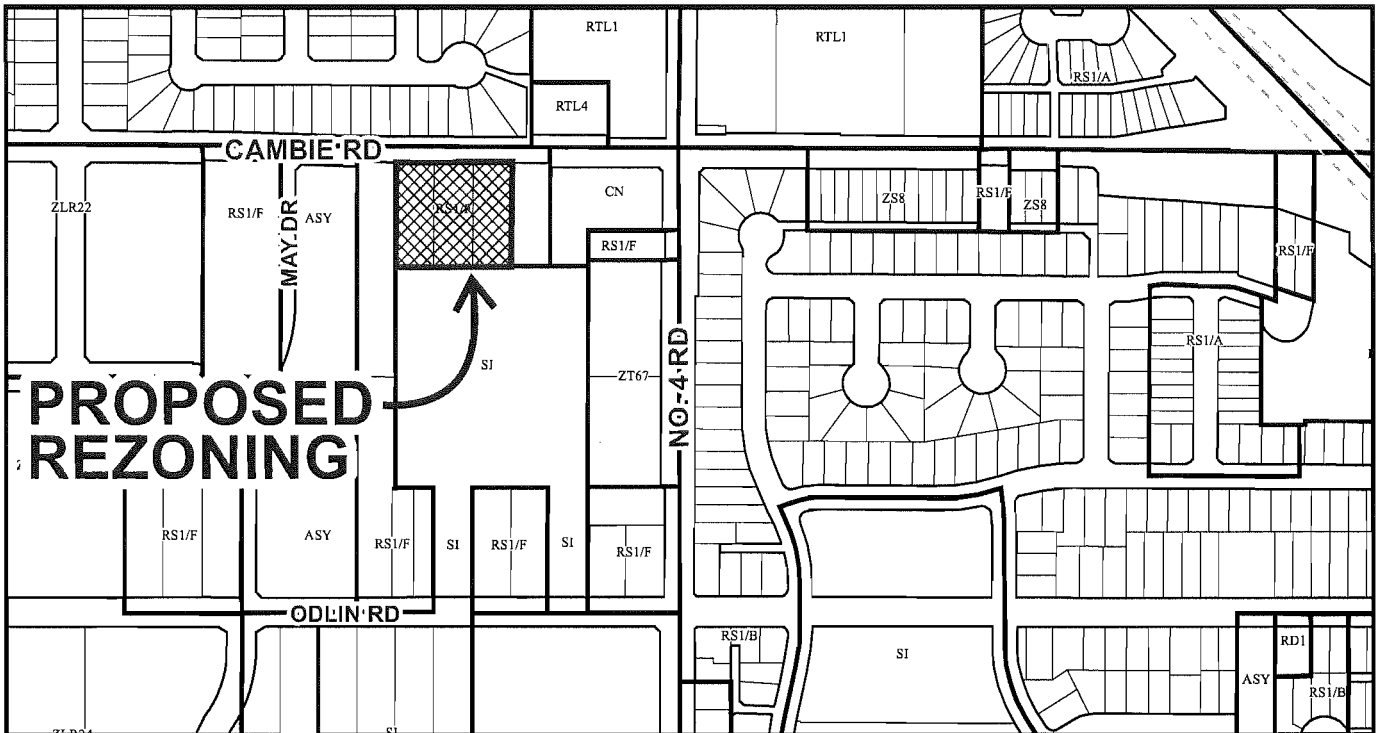 RTL1
RTL1
RS1/A
RTL4
CAMBIE RD
ZLR22
RS1/F
MAY DR
ASY
RS1/F
CN
RS1/F
ZS8
RS1/F
ZS8
RS1/F
SI
ZT67
NO. 4 RD
RS1/A
PROPOSED
REZONING
RS1/F
ASY
RS1/F
SI
RS1/F
SI
RS1/F
ODLIN RD
RS1/B
SI
RD1
ASY
RS1/B
SI